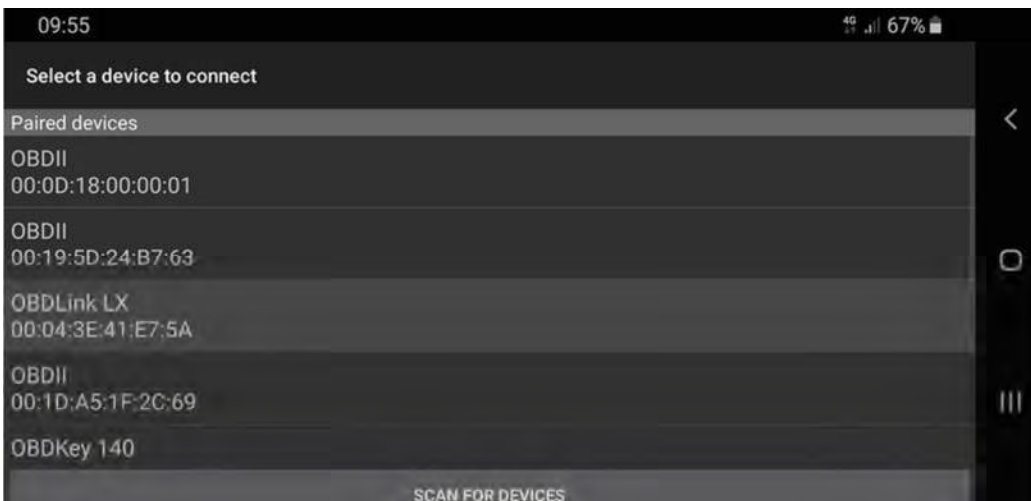 09:55
4G 67%
Select a device to connect
Paired devices
OBDII
00:0D:18:00:00:01
OBDII
00:19:5D:24:B7:63
OBDLink LX
00:04:3E:41:E7:5A
OBDII
00:1D:A5:1F:2C:69
OBDKey 140
SCAN FOR DEVICES